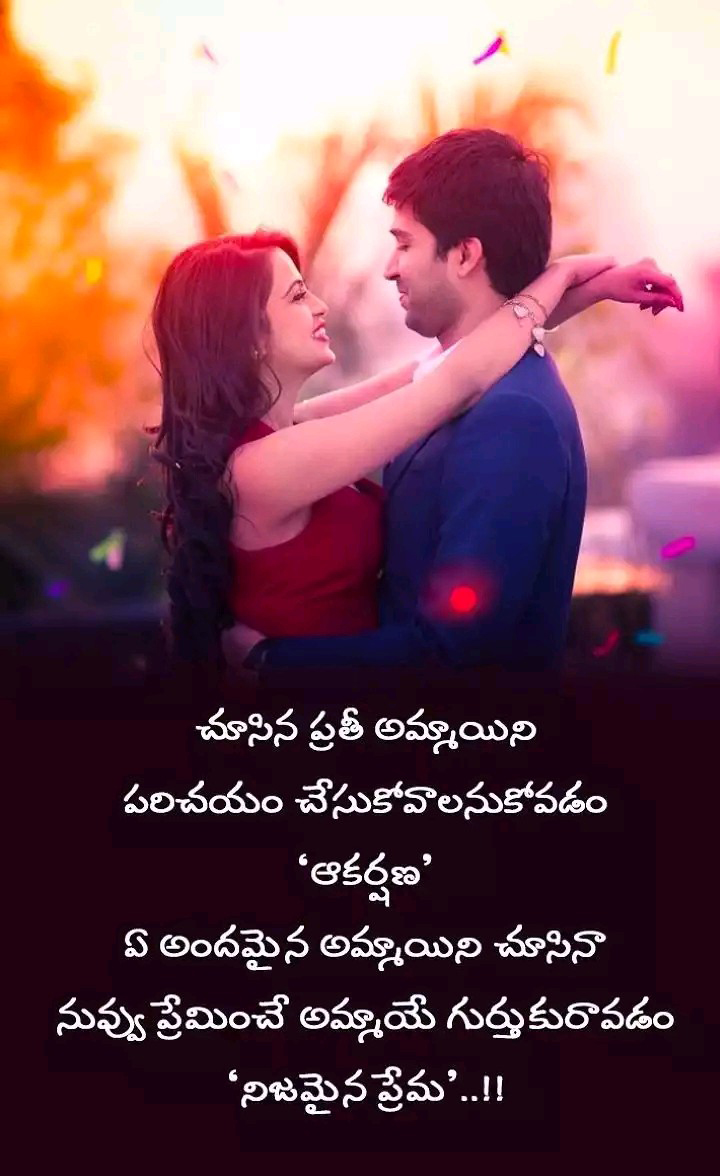 చూసిన ప్రతీ అమ్మాయిని
పరిచయం చేసుకోవాలనుకోవడం
‘ఆకర్షణ’
ఏ అందమైన అమ్మాయిని చూసినా
నువ్వు ప్రేమించే అమ్మాయే గుర్తుకురావడం
‘నిజమైన ప్రేమ’..!!